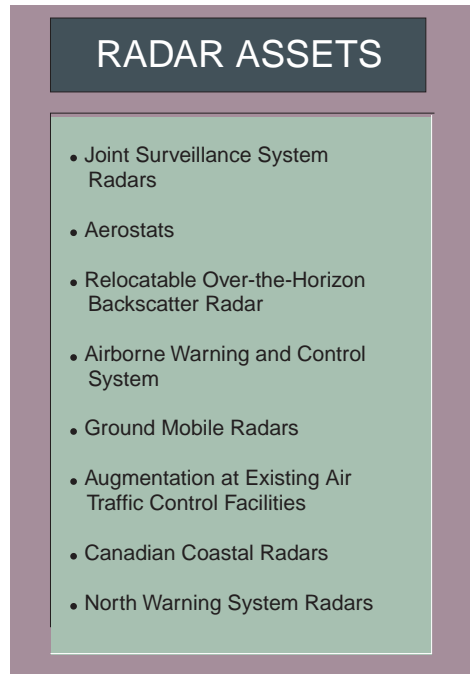 RADAR ASSETS
• Joint Surveillance System
Radars
• Aerostats
• Relocatable Over-the-Horizon
Backscatter Radar
• Airborne Warning and Control
System
• Ground Mobile Radars
• Augmentation at Existing Air
Traffic Control Facilities
• Canadian Coastal Radars
• North Warning System Radars